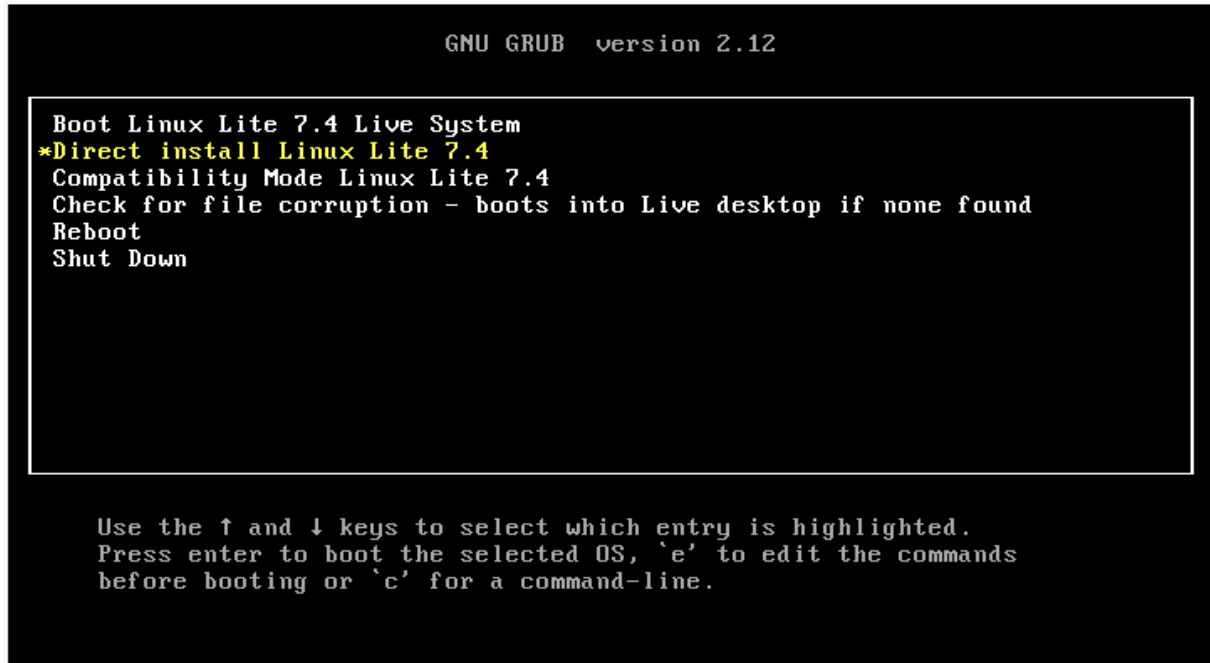 GNU GRUB version 2.12
Boot Linux Lite 7.4 Live System
*Direct install Linux Lite 7.4
Compatibility Mode Linux Lite 7.4
Check for file corruption - boots into Live desktop if none found
Reboot
Shut Down
Use the ↑ and ↓ keys to select which entry is highlighted.
Press enter to boot the selected OS, `e' to edit the commands
before booting or `c' for a command-line.